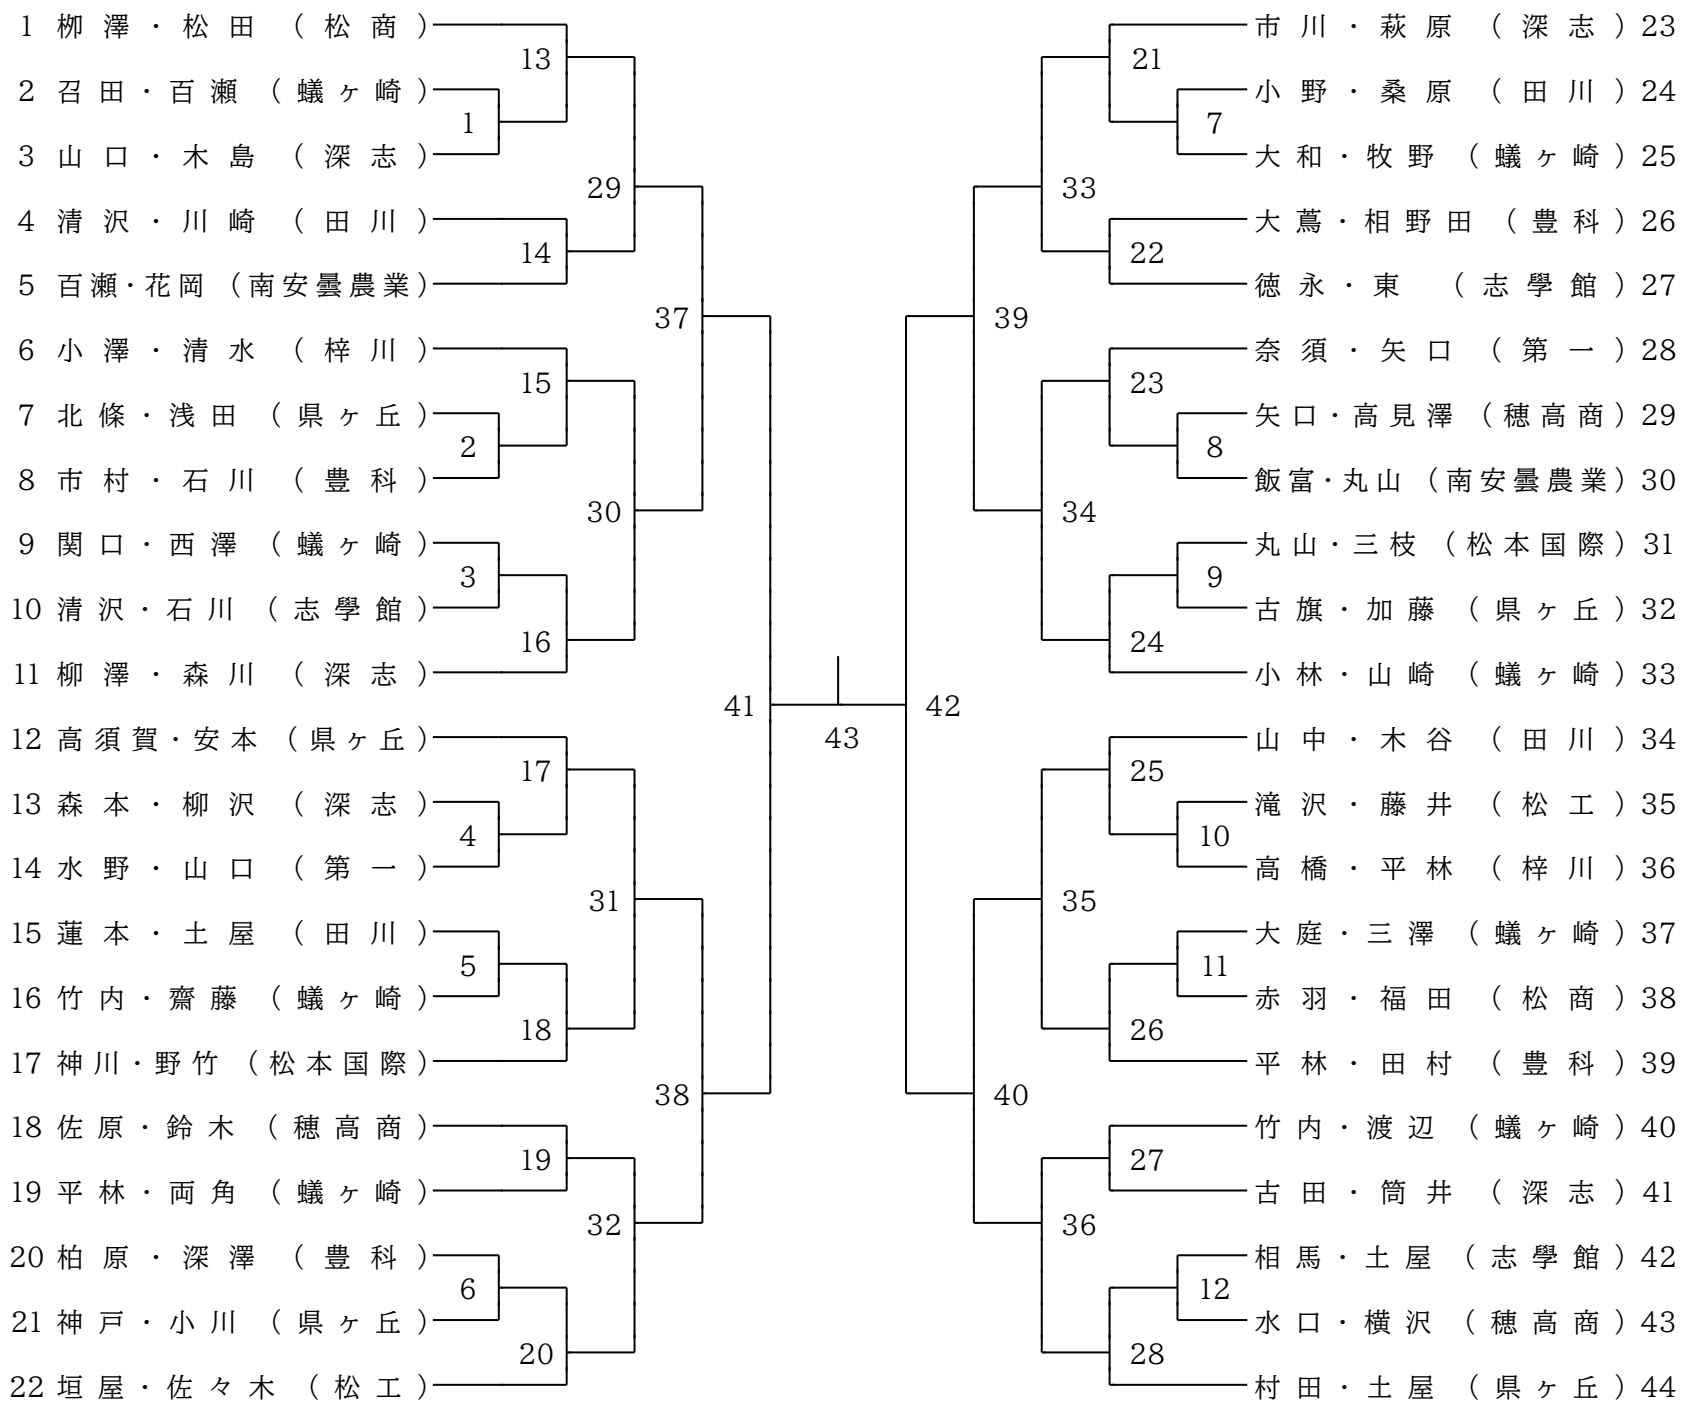 1 栁澤・松田（松商）
2 召田・百瀬（蟻ヶ崎）
3 山口・木島（深志）
4 清沢・川崎（田川）
5 百瀬・花岡（南安曇農業）
6 小澤・清水（梓川）
7 北條・浅田（県ヶ丘）
8 市村・石川（豊科）
9 関口・西澤（蟻ヶ崎）
10 清沢・石川（志學館）
11 柳澤・森川（深志）
12 高須賀・安本（県ヶ丘）
13 森本・柳沢（深志）
14 水野・山口（第一）
15 蓮本・土屋（田川）
16 竹内・齋藤（蟻ヶ崎）
17 神川・野竹（松本国際）
18 佐原・鈴木（穂高商）
19 平林・両角（蟻ヶ崎）
20 柏原・深澤（豊科）
21 神戸・小川（県ヶ丘）
22 垣屋・佐々木（松工）
13
1
29
14
37
15
2
30
3
16
41
17
4
31
5
18
38
19
32
6
20
43
42
21
7
33
22
39
23
8
34
9
24
25
10
35
11
26
40
27
36
12
28
市川・萩原（深志）23
小野・桑原（田川）24
大和・牧野（蟻ヶ崎）25
大蔦・相野田（豊科）26
徳永・東（志學館）27
奈須・矢口（第一）28
矢口・高見澤（穂高商）29
飯富・丸山（南安曇農業）30
丸山・三枝（松本国際）31
古旗・加藤（県ヶ丘）32
小林・山崎（蟻ヶ崎）33
山中・木谷（田川）34
滝沢・藤井（松工）35
高橋・平林（梓川）36
大庭・三澤（蟻ヶ崎）37
赤羽・福田（松商）38
平林・田村（豊科）39
竹内・渡辺（蟻ヶ崎）40
古田・筒井（深志）41
相馬・土屋（志學館）42
水口・横沢（穂高商）43
村田・土屋（県ヶ丘）44